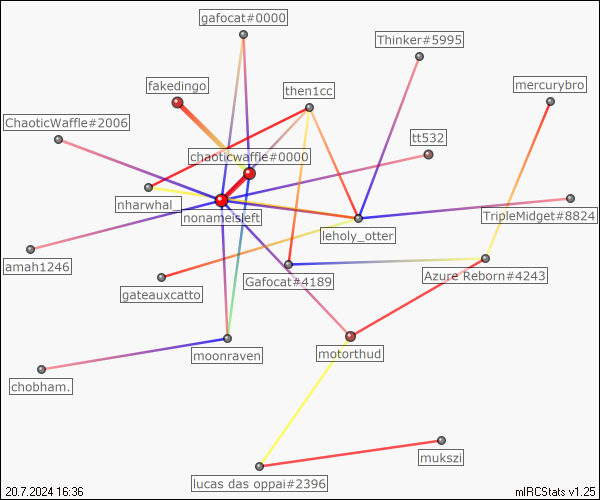 gafocat#0000
Thinker#5995
fakedingo
then1cc
mercurybro
ChaoticWaffle#2006
tt532
chaoticwaffle#0000
nharwhal_
nonameisleft
TripleMidget#8824
leholy_otter
amah1246
Gafocat#4189
Azure Reborn#4243
gateauxcatto
moonraven
motorthud
chobham.
mukszi
lucas das oppai#2396
20.7.2024 16:36
mIRCStats v1.25